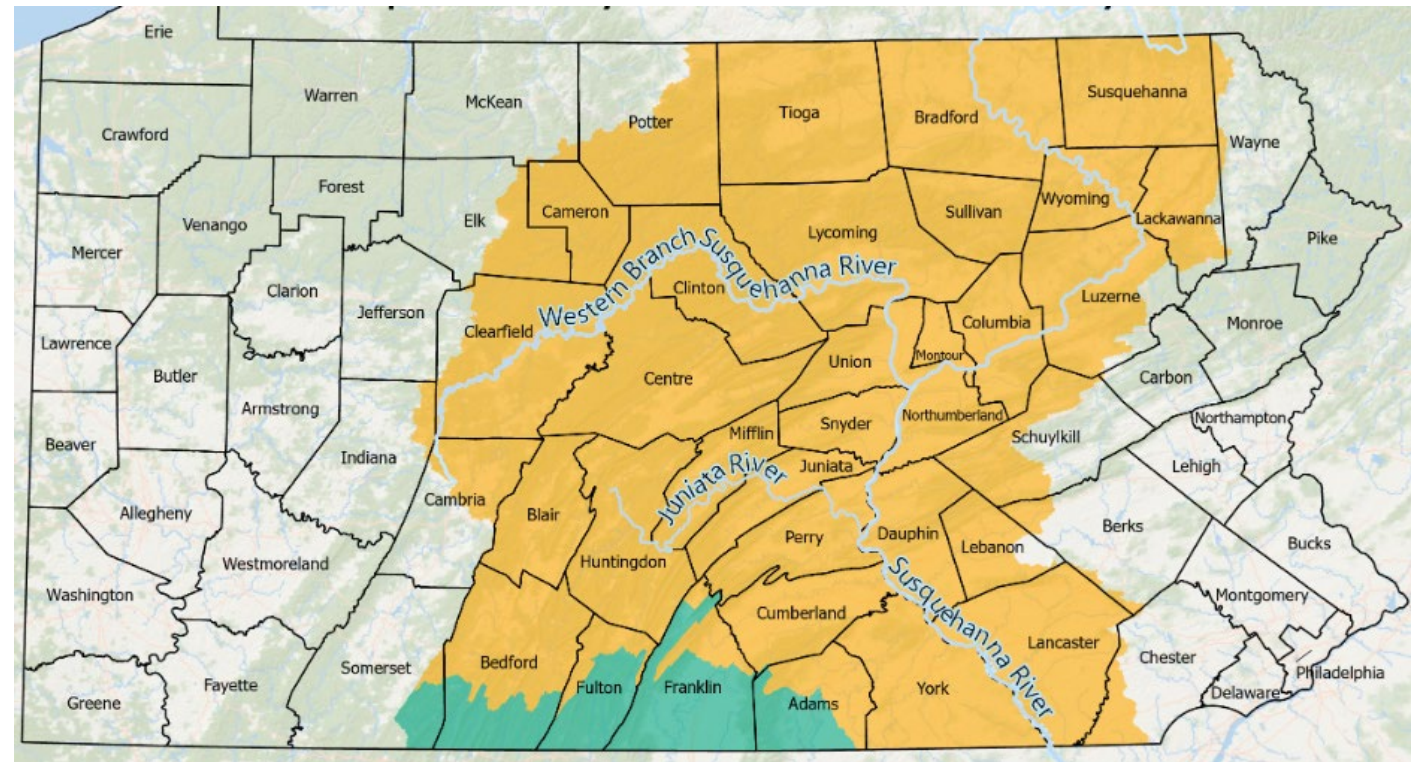 Erie
Warren
McKean
Crawford
Potter
Tioga
Bradford
Susquehanna
Wayne
Forest
Elk
Cameron
Venango
Mercer
Sullivan
Wyoming
Lackawanna
Lycoming
Pike
Clarion
Jefferson
Clearfield
Western Branch Susquehanna River
Clinton
Columbia
Luzerne
Monroe
Lawrence
Butler
Armstrong
Centre
Union
Montour
Carbon
Northumberland
Northampton
Beaver
Indiana
Mifflin
Snyder
Schuylkill
Lehigh
Juniata
Juniata River
Cambria
Allegheny
Blair
Huntingdon
Perry
Dauphin
Lebanon
Berks
Bucks
Westmoreland
Washington
Susquehanna River
Cumberland
Montgomery
Lancaster
Chester
Philadelphia
Bedford
Somerset
Fayette
Greene
Fulton
Franklin
Adams
York
Delaware